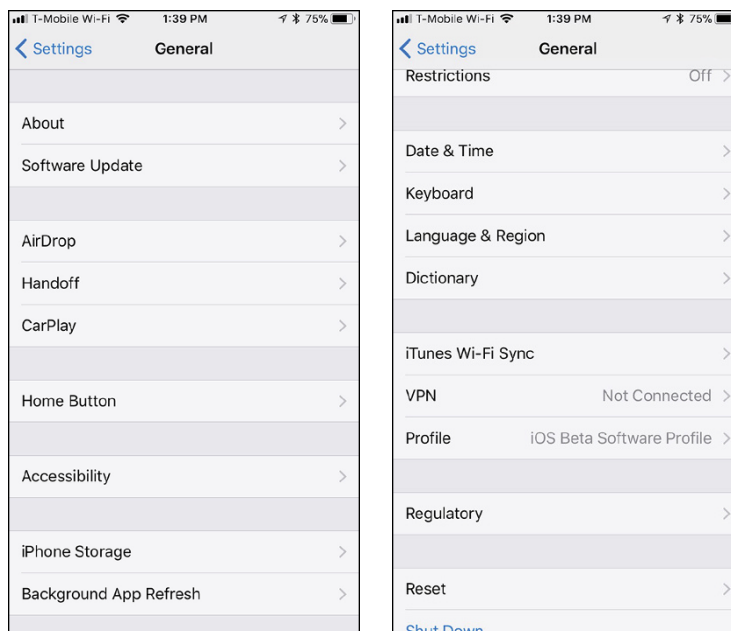 T-Mobile Wi-Fi 1:39 PM 75%
Settings General
About
Software Update
AirDrop
Handoff
CarPlay
Home Button
Accessibility
iPhone Storage
Background App Refresh
T-Mobile Wi-Fi 1:39 PM 75%
Settings General
Restrictions Off
Date & Time
Keyboard
Language & Region
Dictionary
iTunes Wi-Fi Sync
VPN Not Connected
Profile iOS Beta Software Profile
Regulatory
Reset
Shut Down